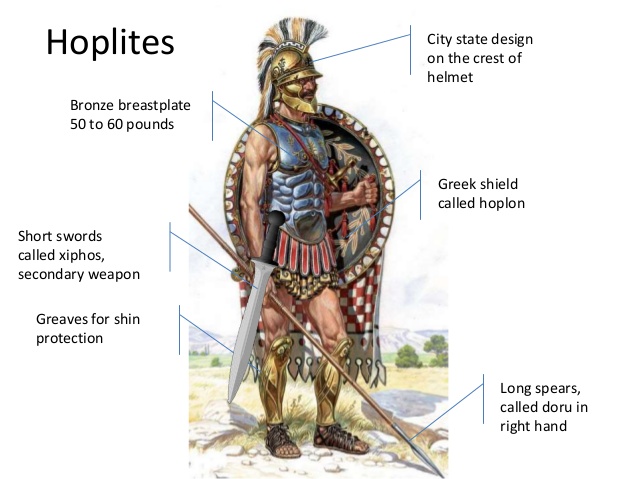 Hoplites
City state design
on the crest of
helmet
Bronze breastplate
50 to 60 pounds
Greek shield
called hoplon
Short swords
called xiphos,
secondary weapon
Greaves for shin
protection
Long spears,
called doru in
right hand